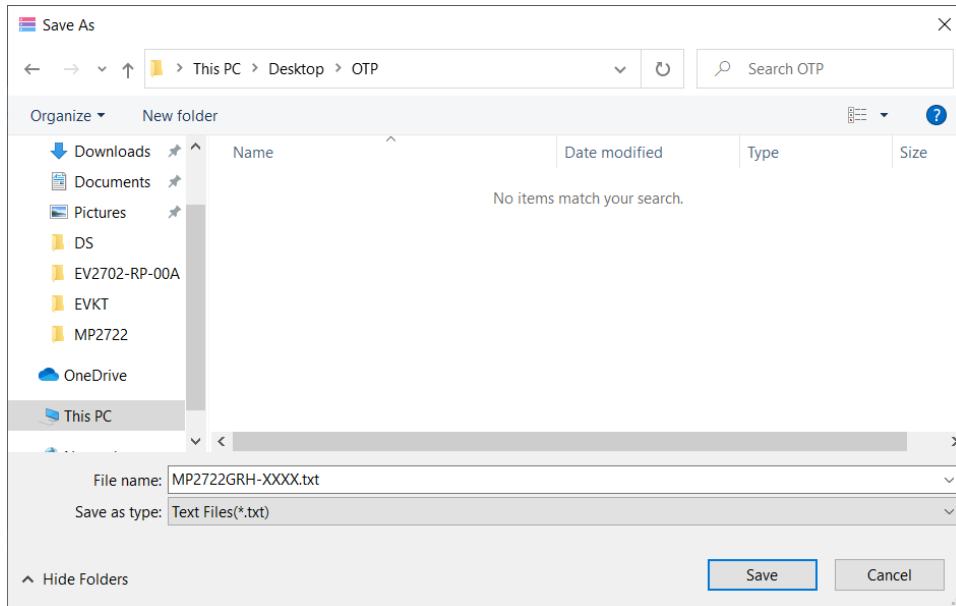 Save As
This PC > Desktop > OTP
Search OTP
Organize
New folder
?
Name
Date modified
Type
Size
No items match your search.
Downloads
Documents
Pictures
DS
EV2702-RP-00A
EVKT
MP2722
OneDrive
This PC
File name: MP2722GRH-XXXX.txt
Save as type: Text Files(*.txt)
Hide Folders
Save
Cancel